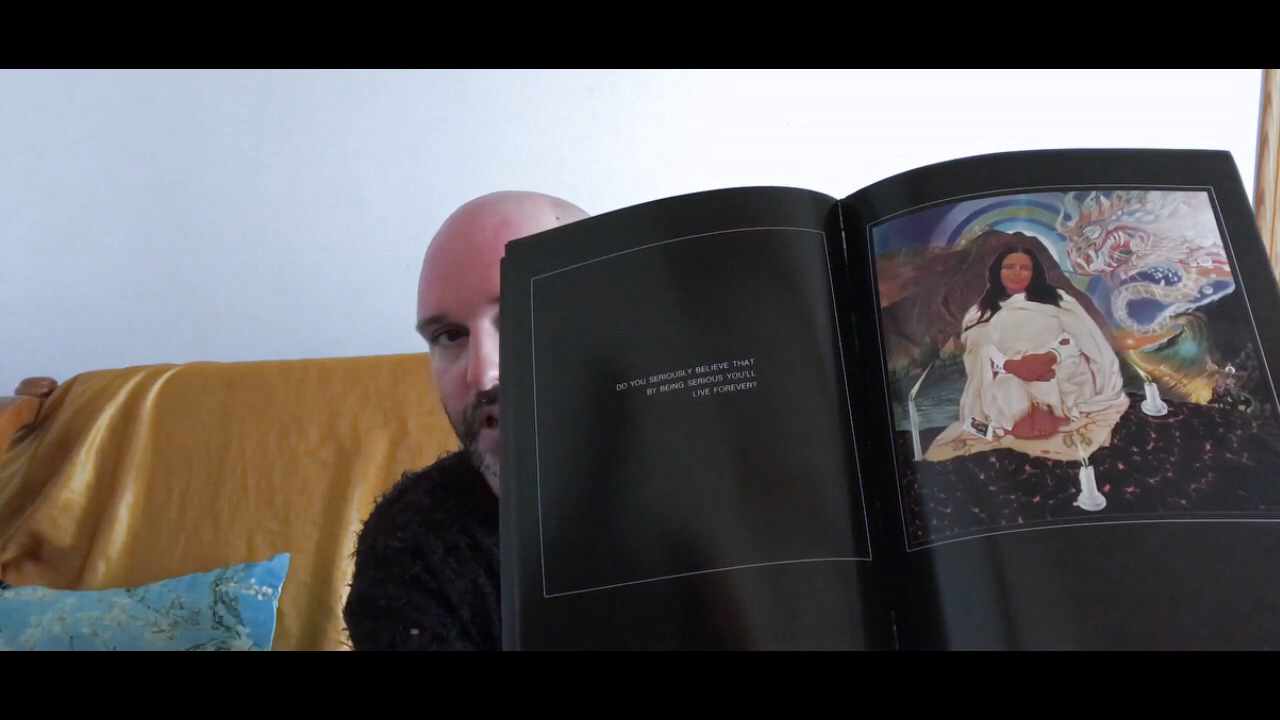 DO YOU SERIOUSLY BELIEVE THAT
BY BEING SERIOUS YOU'LL
LIVE FOREVER?